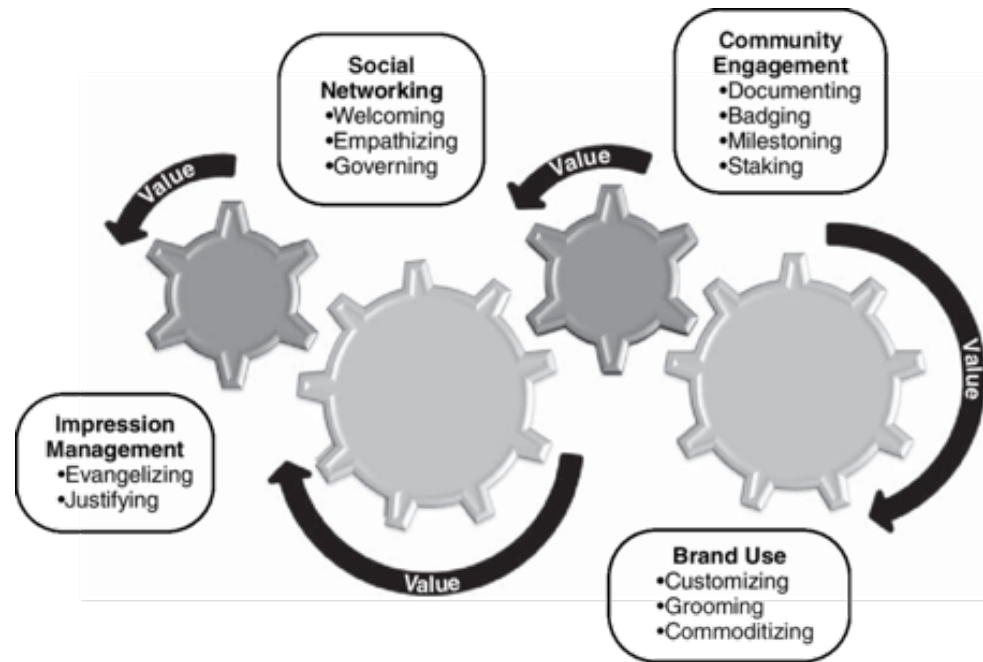 Social
Networking
•Welcoming
•Empathizing
•Governing
Community
Engagement
•Documenting
•Badging
•Milestoning
•Staking
Value
Value
Value
Impression
Management
•Evangelizing
•Justifying
Value
Brand Use
•Customizing
•Grooming
•Commoditizing